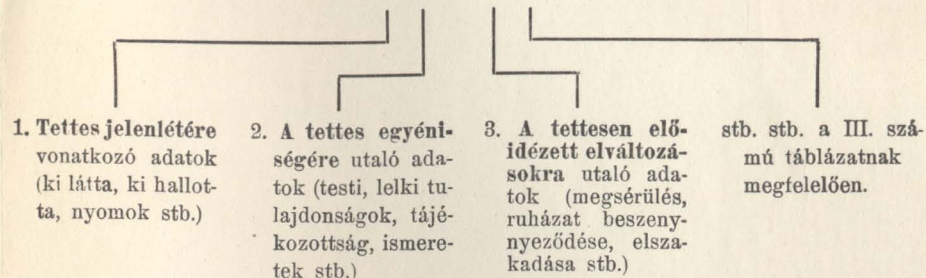 1. Tettes jelenlétére
vonatkozó adatok
(ki látta, ki hallot-
ta, nyomok stb.)
2. A tettes egyéni-
ségére utaló ada-
tok (testi, lelki tu-
lajdonságok, tájé-
kozottság, ismere-
tek stb.)
3. A tettesen elő-
idézett elváltozá-
sokra utaló ada-
tok (megsérülés,
ruházat beszeny-
nyeződése, elsza-
kadása stb.)
stb. stb. a III. szá-
mú táblázatnak
megfelelően.